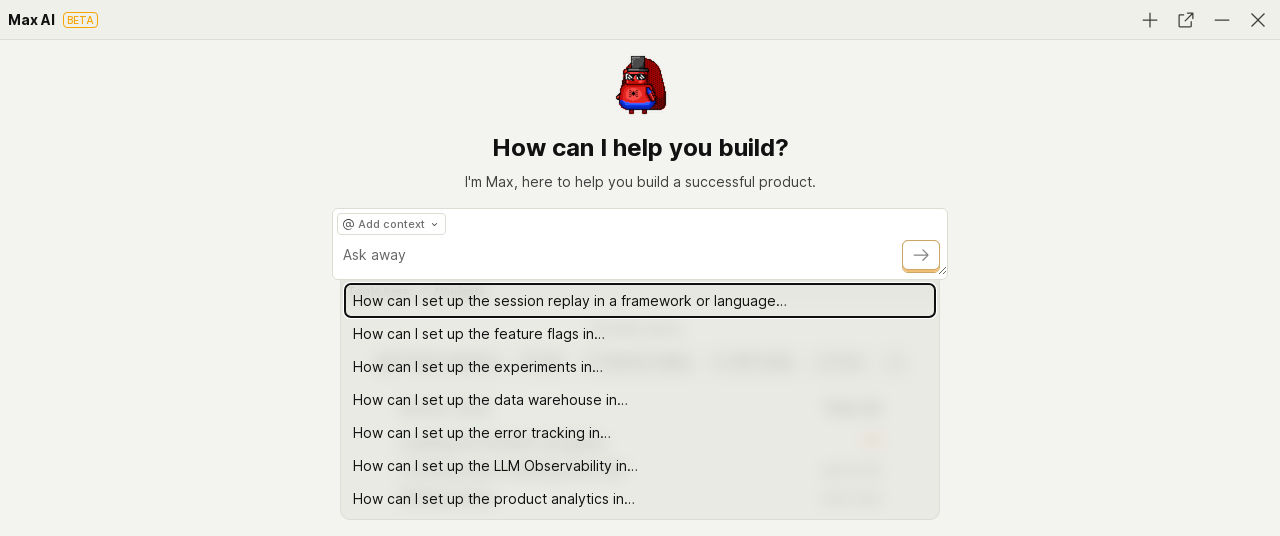 Max AI BETA
How can I help you build?
I'm Max, here to help you build a successful product.
@ Add context
Ask away
How can I set up the session replay in a framework or language…
How can I set up the feature flags in…
How can I set up the experiments in…
How can I set up the data warehouse in…
How can I set up the error tracking in…
How can I set up the LLM Observability in…
How can I set up the product analytics in…